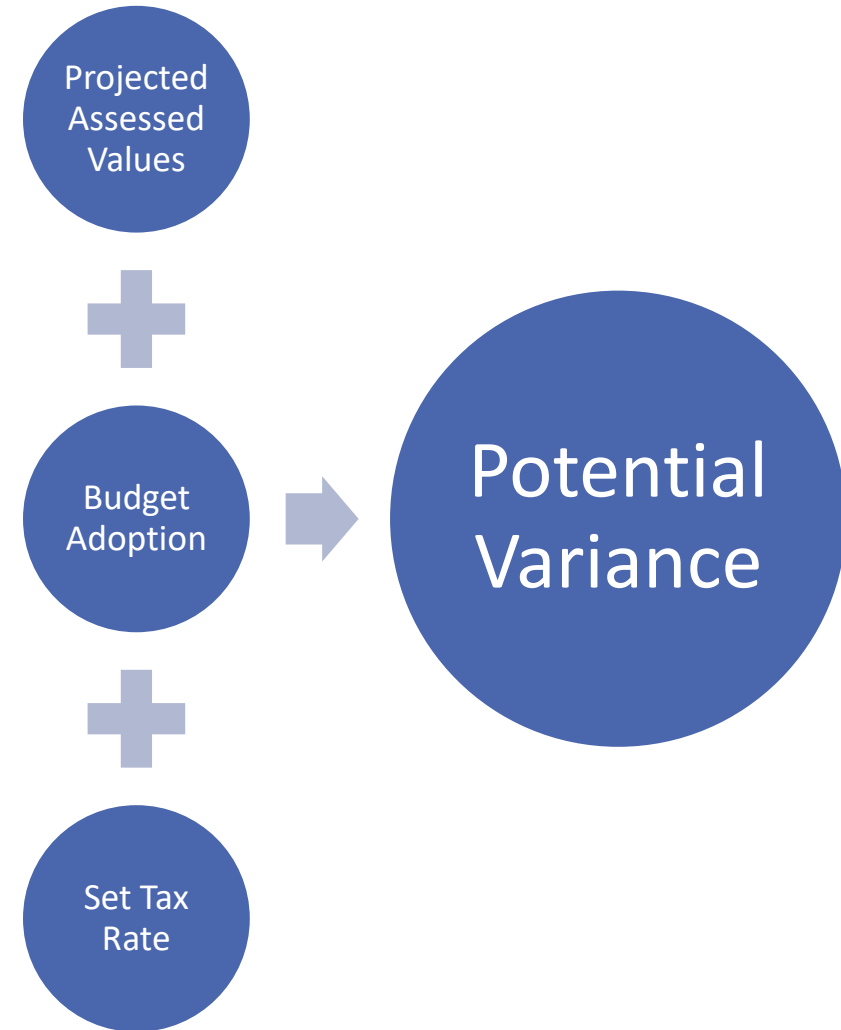 Projected
Assessed
Values
Budget
Adoption
Set Tax
Rate
Potential
Variance